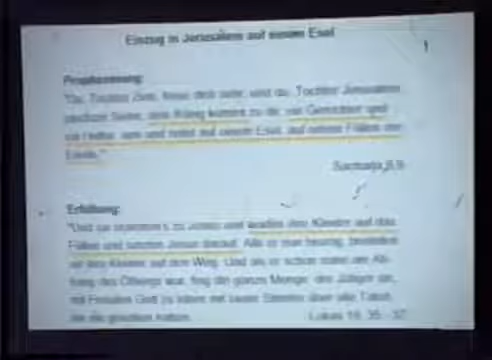 Einzug in Jerusalem auf einem Esel
1
Prophezeiung:
"Du, Tochter Zion, freue dich sehr, und du, Tochter Jerusalem,
dein König kommt zu dir, ein Gerechter und
ein Helfer, arm und reitet auf einem Esel, auf einem Füllen der
Eselin."
Sacharja 9,9
Erfüllung:
"Und sie brachten's zu Jesus und warfen ihre Kleider auf das
Füllen und setzten Jesus darauf. Als er nun hinzog, breiteten
sie ihre Kleider auf den Weg. Und als er schon nahe am Ab-
hang des Ölbergs war, fing die ganze Menge der Jünger an,
mit Freuden Gott zu loben mit lauter Stimme über alle Taten,
die sie gesehen hatten. Lukas 19, 35 - 37